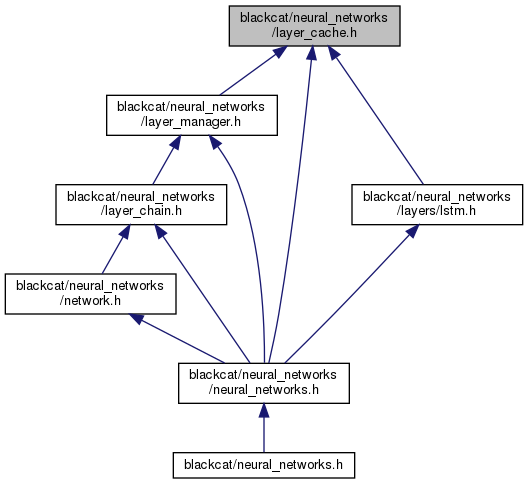 blackcat/neural_networks
/layer_cache.h
blackcat/neural_networks
/layer_manager.h
blackcat/neural_networks
/layer_chain.h
blackcat/neural_networks
/layers/lstm.h
blackcat/neural_networks
/network.h
blackcat/neural_networks
/neural_networks.h
blackcat/neural_networks.h